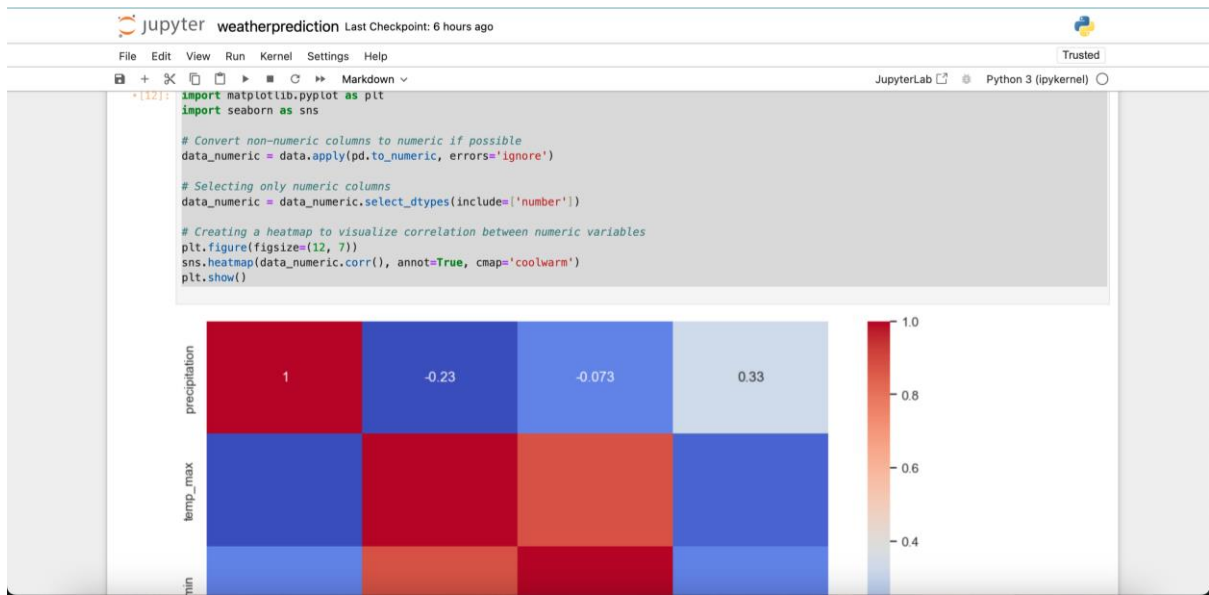 jupyter weatherprediction Last Checkpoint: 6 hours ago
File Edit View Run Kernel Settings Help Trusted
Markdown JupyterLab Python 3 (ipykernel)
[12]: import matplotlib.pyplot as plt
import seaborn as sns
# Convert non-numeric columns to numeric if possible
data_numeric = data.apply(pd.to_numeric, errors='ignore')
# Selecting only numeric columns
data_numeric = data_numeric.select_dtypes(include=['number'])
# Creating a heatmap to visualize correlation between numeric variables
plt.figure(figsize=(12, 7))
sns.heatmap(data_numeric.corr(), annot=True, cmap='coolwarm')
plt.show()
precipitation
1 -0.23 -0.073 0.33
temp_max
min
1.0
0.8
0.6
0.4